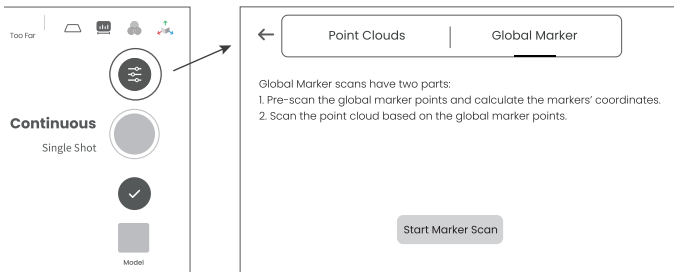 Too Far
Continuous
Single Shot
Model
Point Clouds
Global Marker
Global Marker scans have two parts:
1. Pre-scan the global marker points and calculate the markers’ coordinates.
2. Scan the point cloud based on the global marker points.
Start Marker Scan